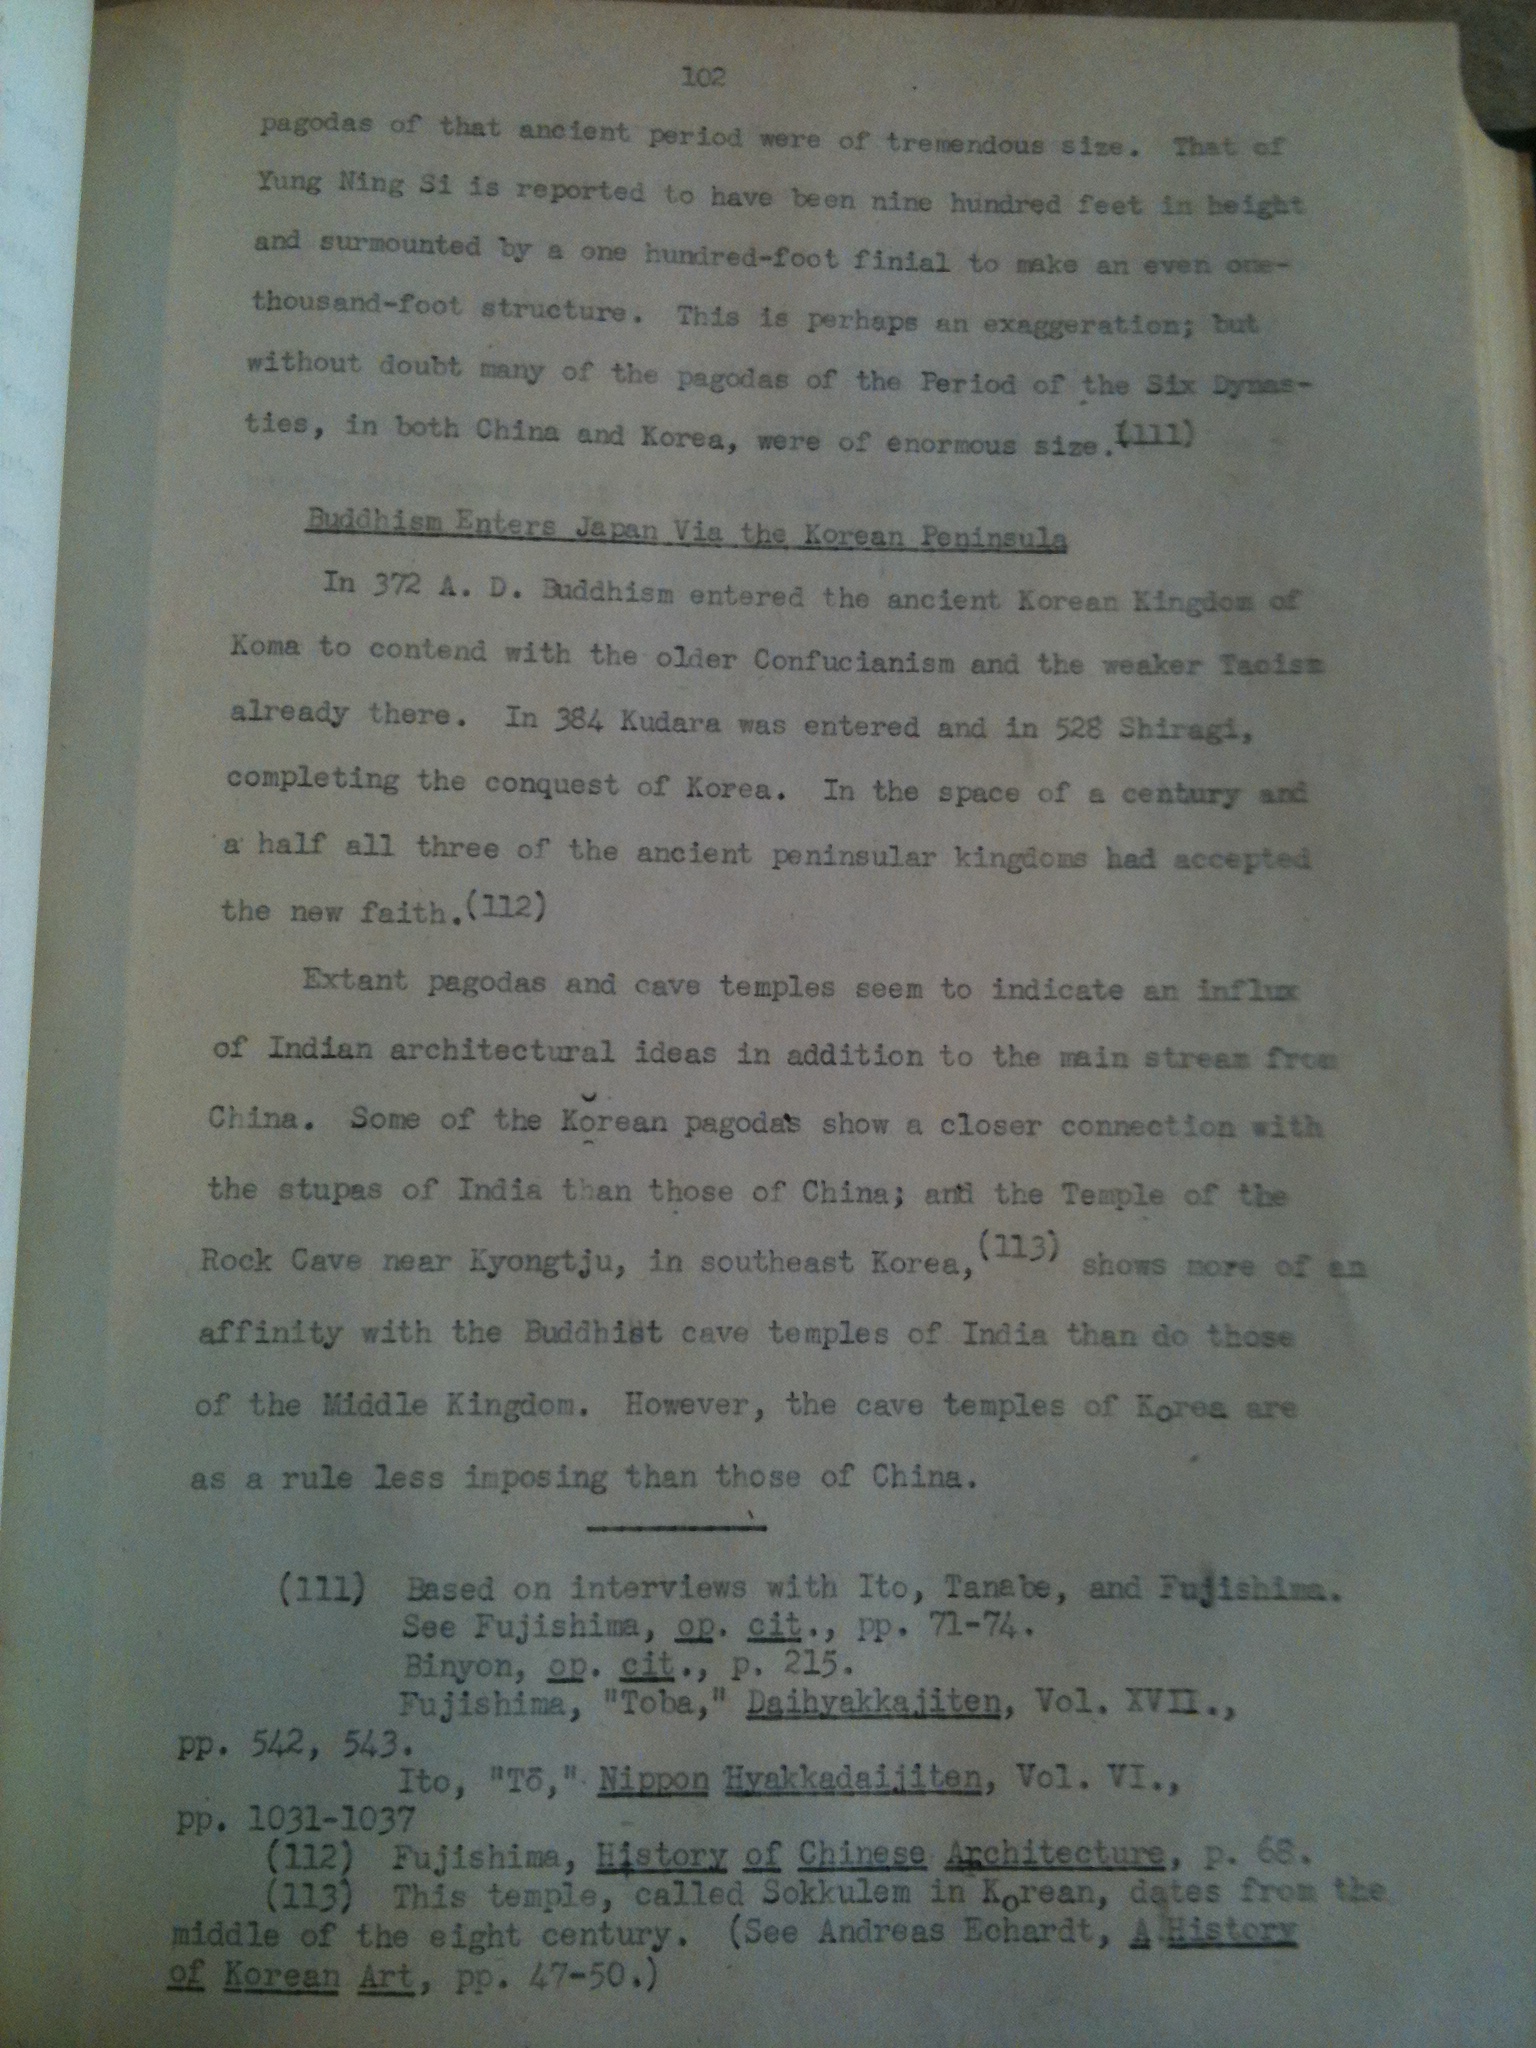 102
pagodas of that ancient period were of tremendous size. That of
Yung Ning Si is reported to have been nine hundred feet in height
and surmounted by a one hundred-foot finial to make an even one-
thousand-foot structure. This is perhaps an exaggeration; but
without doubt many of the pagodas of the Period of the Six Dynas-
ties, in both China and Korea, were of enormous size.(111)
Buddhism Enters Japan Via the Korean Peninsula
In 372 A. D. Buddhism entered the ancient Korean Kingdom of
Koma to contend with the older Confucianism and the weaker Taoism
already there. In 384 Kudara was entered and in 528 Shiragi,
completing the conquest of Korea. In the space of a century and
a half all three of the ancient peninsular kingdoms had accepted
the new faith.(112)
Extant pagodas and cave temples seem to indicate an influx
of Indian architectural ideas in addition to the main stream from
China. Some of the Korean pagodas show a closer connection with
the stupas of India than those of China; and the Temple of the
Rock Cave near Kyongtju, in southeast Korea,(113) shows more of an
affinity with the Buddhist cave temples of India than do those
of the Middle Kingdom. However, the cave temples of Korea are
as a rule less imposing than those of China.
(111) Based on interviews with Ito, Tanabe, and Fujishima.
See Fujishima, op. cit., pp. 71-74.
Binyon, op. cit., p. 215.
Fujishima, "Toba," Daihyakkajiten, Vol. XVII.,
pp. 542, 543.
Ito, "Tō," Nippon Hyakkadaijiten, Vol. VI.,
pp. 1031-1037
(112) Fujishima, History of Chinese Architecture, p. 68.
(113) This temple, called Sokkulem in Korean, dates from the
middle of the eight century. (See Andreas Echardt, A History
of Korean Art, pp. 47-50.)